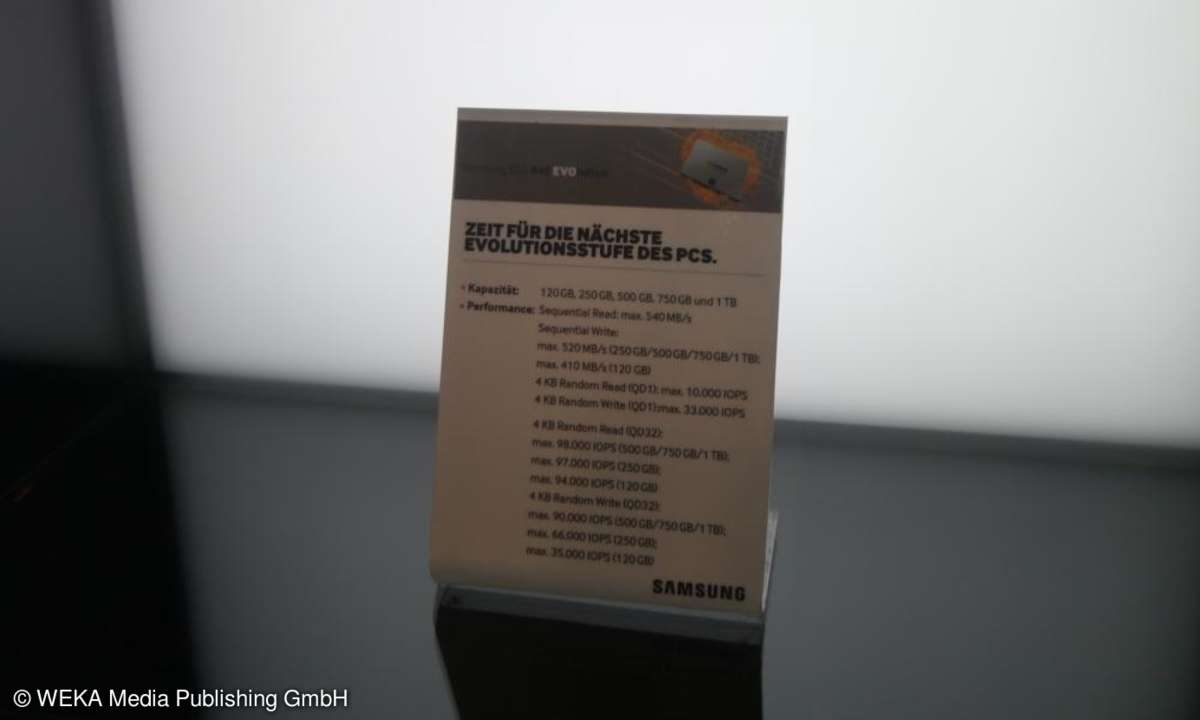 SSD 840 EVO
ZEIT FÜR DIE NÄCHSTE
EVOLUTIONSSTUFE DES PCS.
• Kapazität: 120 GB, 250 GB, 500 GB, 750 GB und 1 TB
• Performance: Sequential Read: max. 540 MB/s
Sequential Write:
max. 520 MB/s (250 GB/500 GB/750 GB/1 TB);
max. 410 MB/s (120 GB)
4 KB Random Read (QD1): max. 10.000 IOPS
4 KB Random Write (QD1): max. 33.000 IOPS
4 KB Random Read (QD32):
max. 98.000 IOPS (500 GB/750 GB/1 TB);
max. 97.000 IOPS (250 GB);
max. 94.000 IOPS (120 GB)
4 KB Random Write (QD32):
max. 90.000 IOPS (500 GB/750 GB/1 TB);
max. 66.000 IOPS (250 GB);
max. 35.000 IOPS (120 GB)
SAMSUNG
© WEKA Media Publishing GmbH